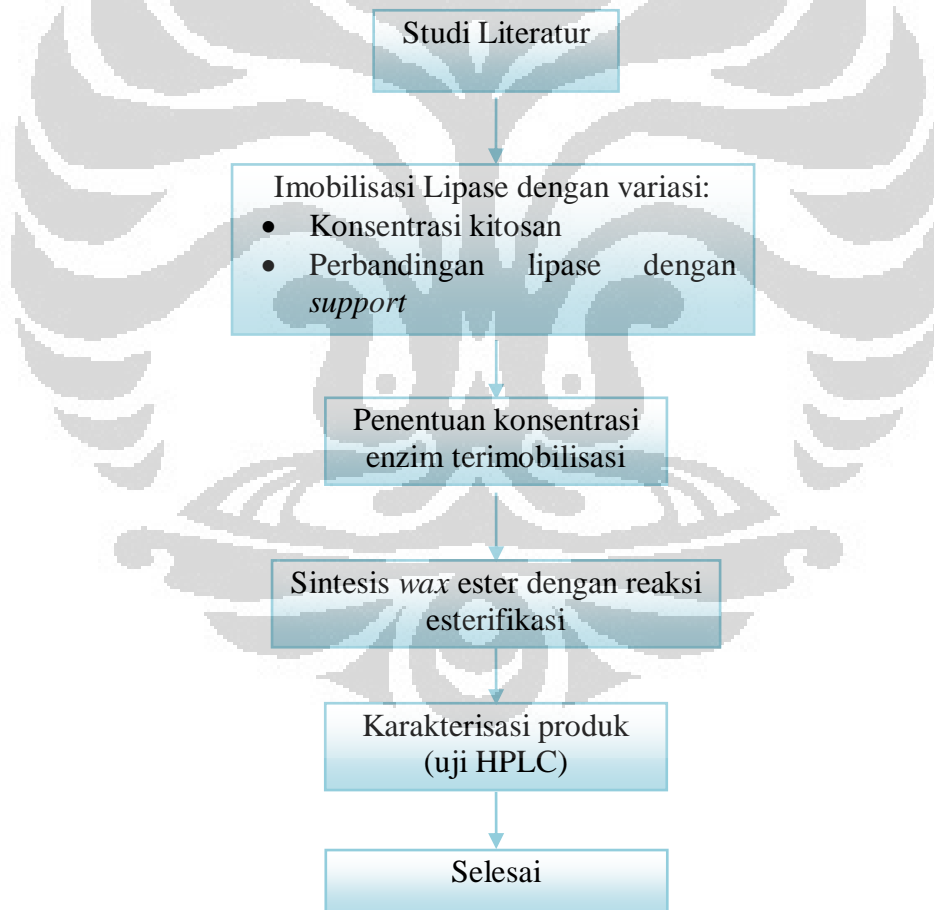 Studi Literatur
Imobilisasi Lipase dengan variasi:
• Konsentrasi kitosan
• Perbandingan lipase dengan
support
Penentuan konsentrasi
enzim terimobilisasi
Sintesis wax ester dengan reaksi
esterifikasi
Karakterisasi produk
(uji HPLC)
Selesai